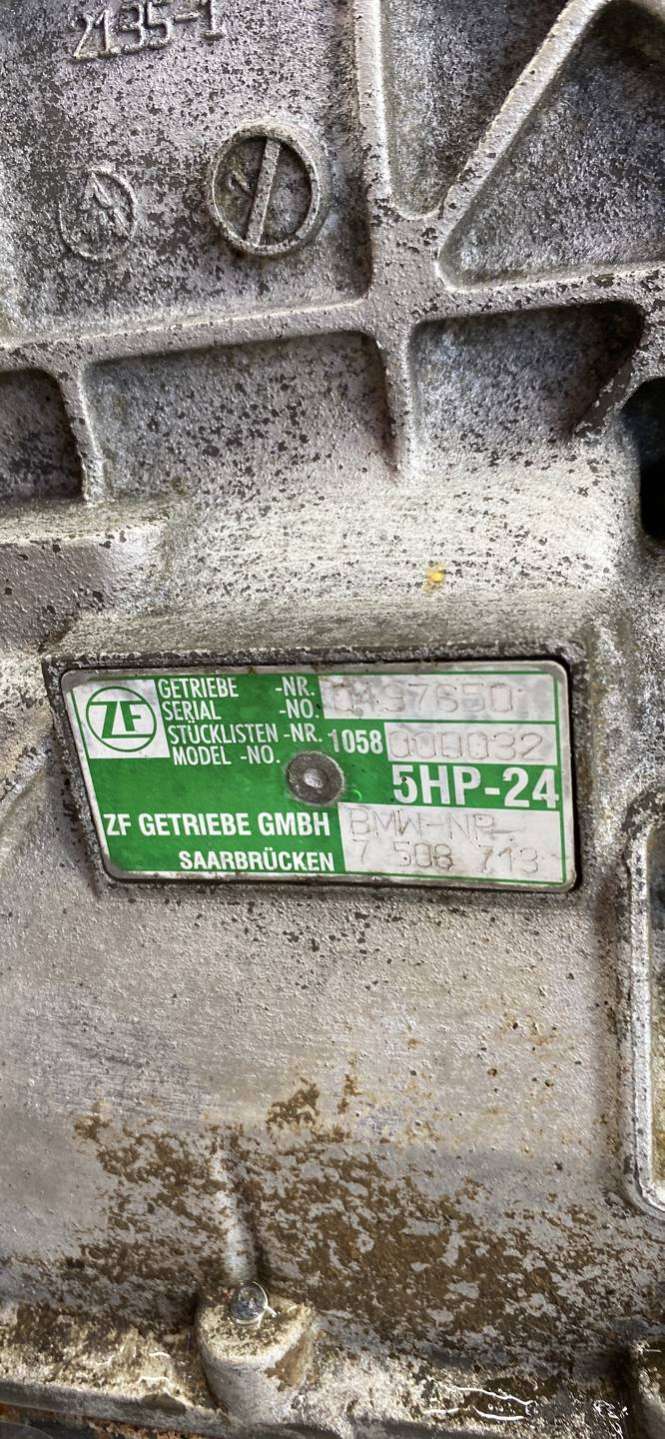 2135-1
ZF
GETRIEBE -NR.
SERIAL -NO.
STÜCKLISTEN -NR. 1058 000032
MODEL -NO.
5HP-24
ZF GETRIEBE GMBH
SAARBRÜCKEN
BMW-NR-
7 508 713